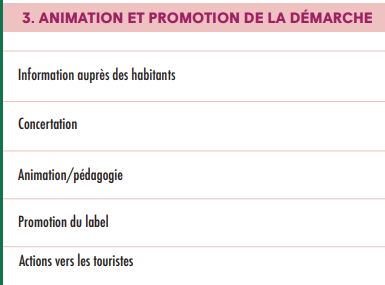 3. ANIMATION ET PROMOTION DE LA DÉMARCHE
Information auprès des habitants
Concertation
Animation/pédagogie
Promotion du label
Actions vers les touristes